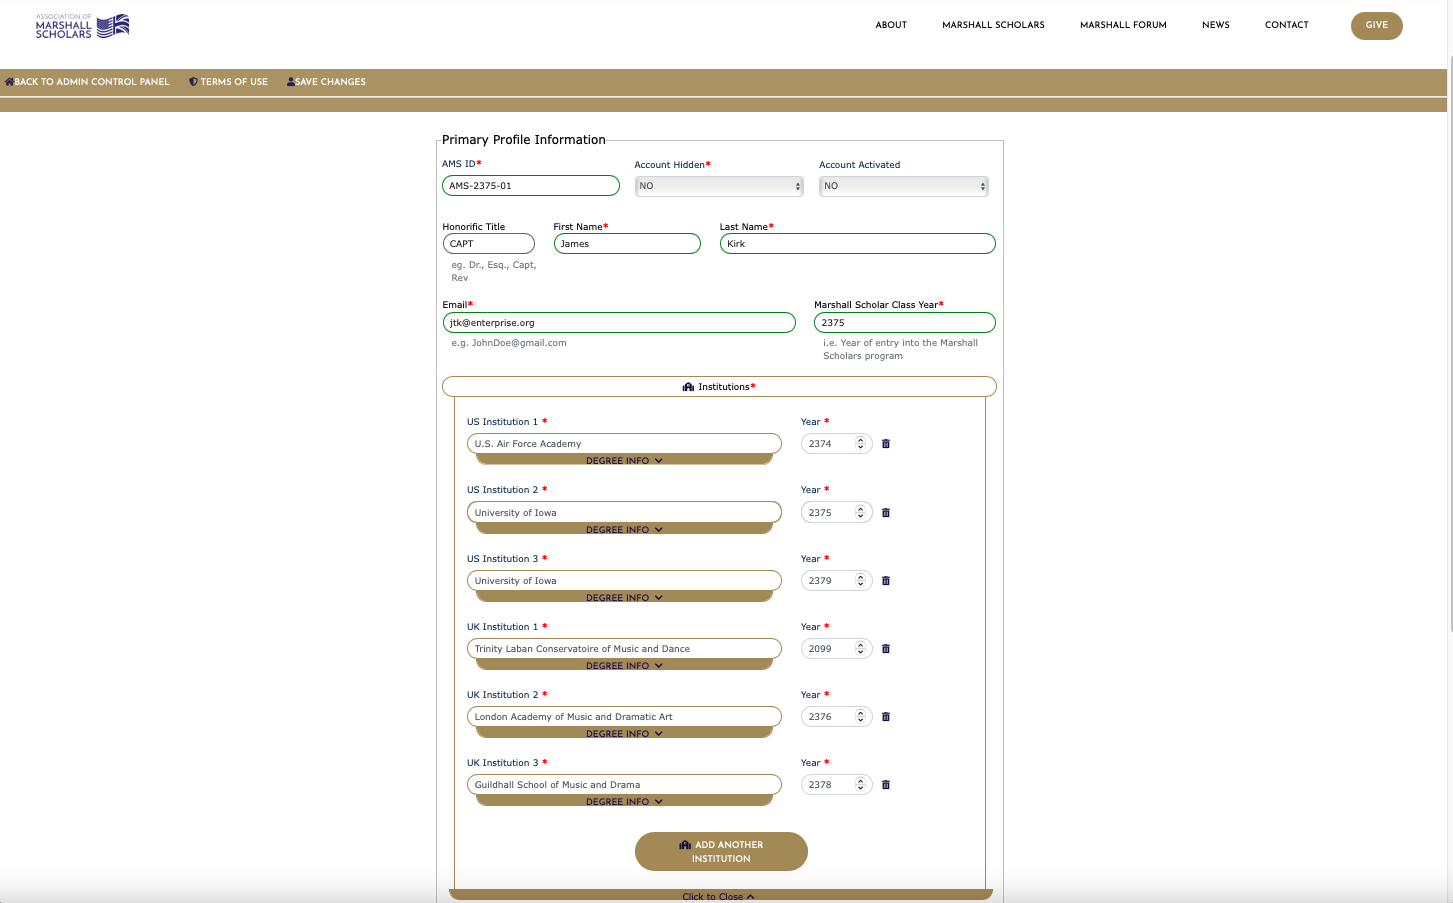 ASSOCIATION OF
MARSHALL
SCHOLARS
ABOUT
MARSHALL SCHOLARS
MARSHALL FORUM
NEWS
CONTACT
GIVE
BACK TO ADMIN CONTROL PANEL
TERMS OF USE
SAVE CHANGES
Primary Profile Information
AMS ID*
Account Hidden*
Account Activated
AMS-2375-01
NO
NO
Honorific Title
First Name*
Last Name*
CAPT
James
Kirk
eg. Dr., Esq., Capt,
Rev
Email*
Marshall Scholar Class Year*
jtk@enterprise.org
2375
e.g. JohnDoe@gmail.com
i.e. Year of entry into the Marshall
Scholars program
Institutions*
US Institution 1 *
Year *
U.S. Air Force Academy
2374
DEGREE INFO
US Institution 2 *
Year *
University of Iowa
2375
DEGREE INFO
US Institution 3 *
Year *
University of Iowa
2379
DEGREE INFO
UK Institution 1 *
Year *
Trinity Laban Conservatoire of Music and Dance
2099
DEGREE INFO
UK Institution 2 *
Year *
London Academy of Music and Dramatic Art
2376
DEGREE INFO
UK Institution 3 *
Year *
Guildhall School of Music and Drama
2378
DEGREE INFO
ADD ANOTHER
INSTITUTION
Click to Close